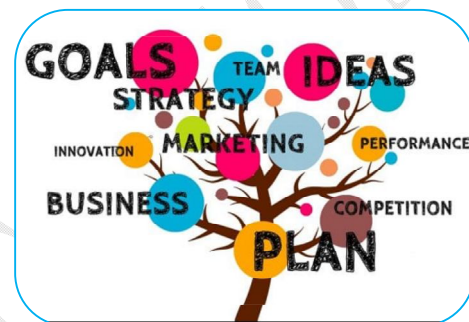 GOALS
TEAM
IDEAS
STRATEGY
MARKETING
INNOVATION
PERFORMANCE
BUSINESS
COMPETITION
PLAN